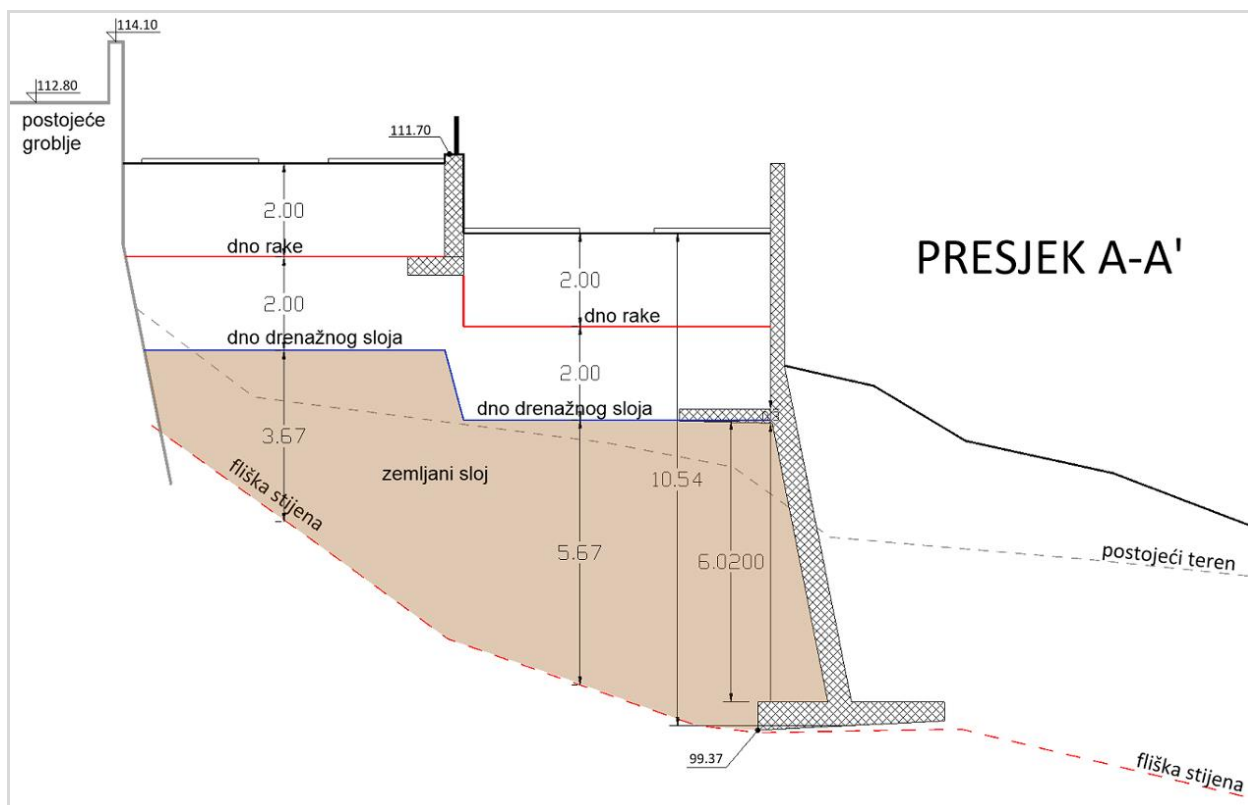 114.10
112.80
postojeće
groblje
111.70
2.00
dno rake
2.00
2.00
dno rake
PRESJEK A-A'
dno drenažnog sloja
2.00
dno drenažnog sloja
3.67
fliška stijena
zemljani sloj
10.54
5.67
6.0200
postojeći teren
99.37
fliška stijena